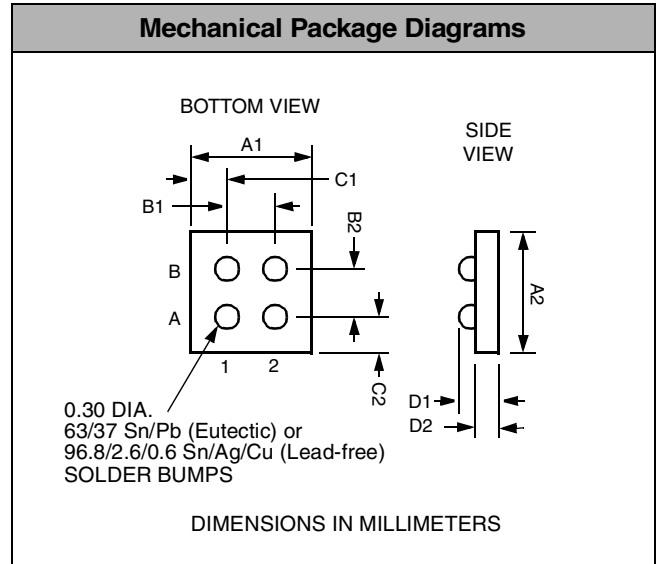 Mechanical Package Diagrams
BOTTOM VIEW
SIDE
VIEW
A1
C1
B1
B2
B
A
1 2
C2
A2
D1
D2
0.30 DIA.
63/37 Sn/Pb (Eutectic) or
96.8/2.6/0.6 Sn/Ag/Cu (Lead-free)
SOLDER BUMPS
DIMENSIONS IN MILLIMETERS